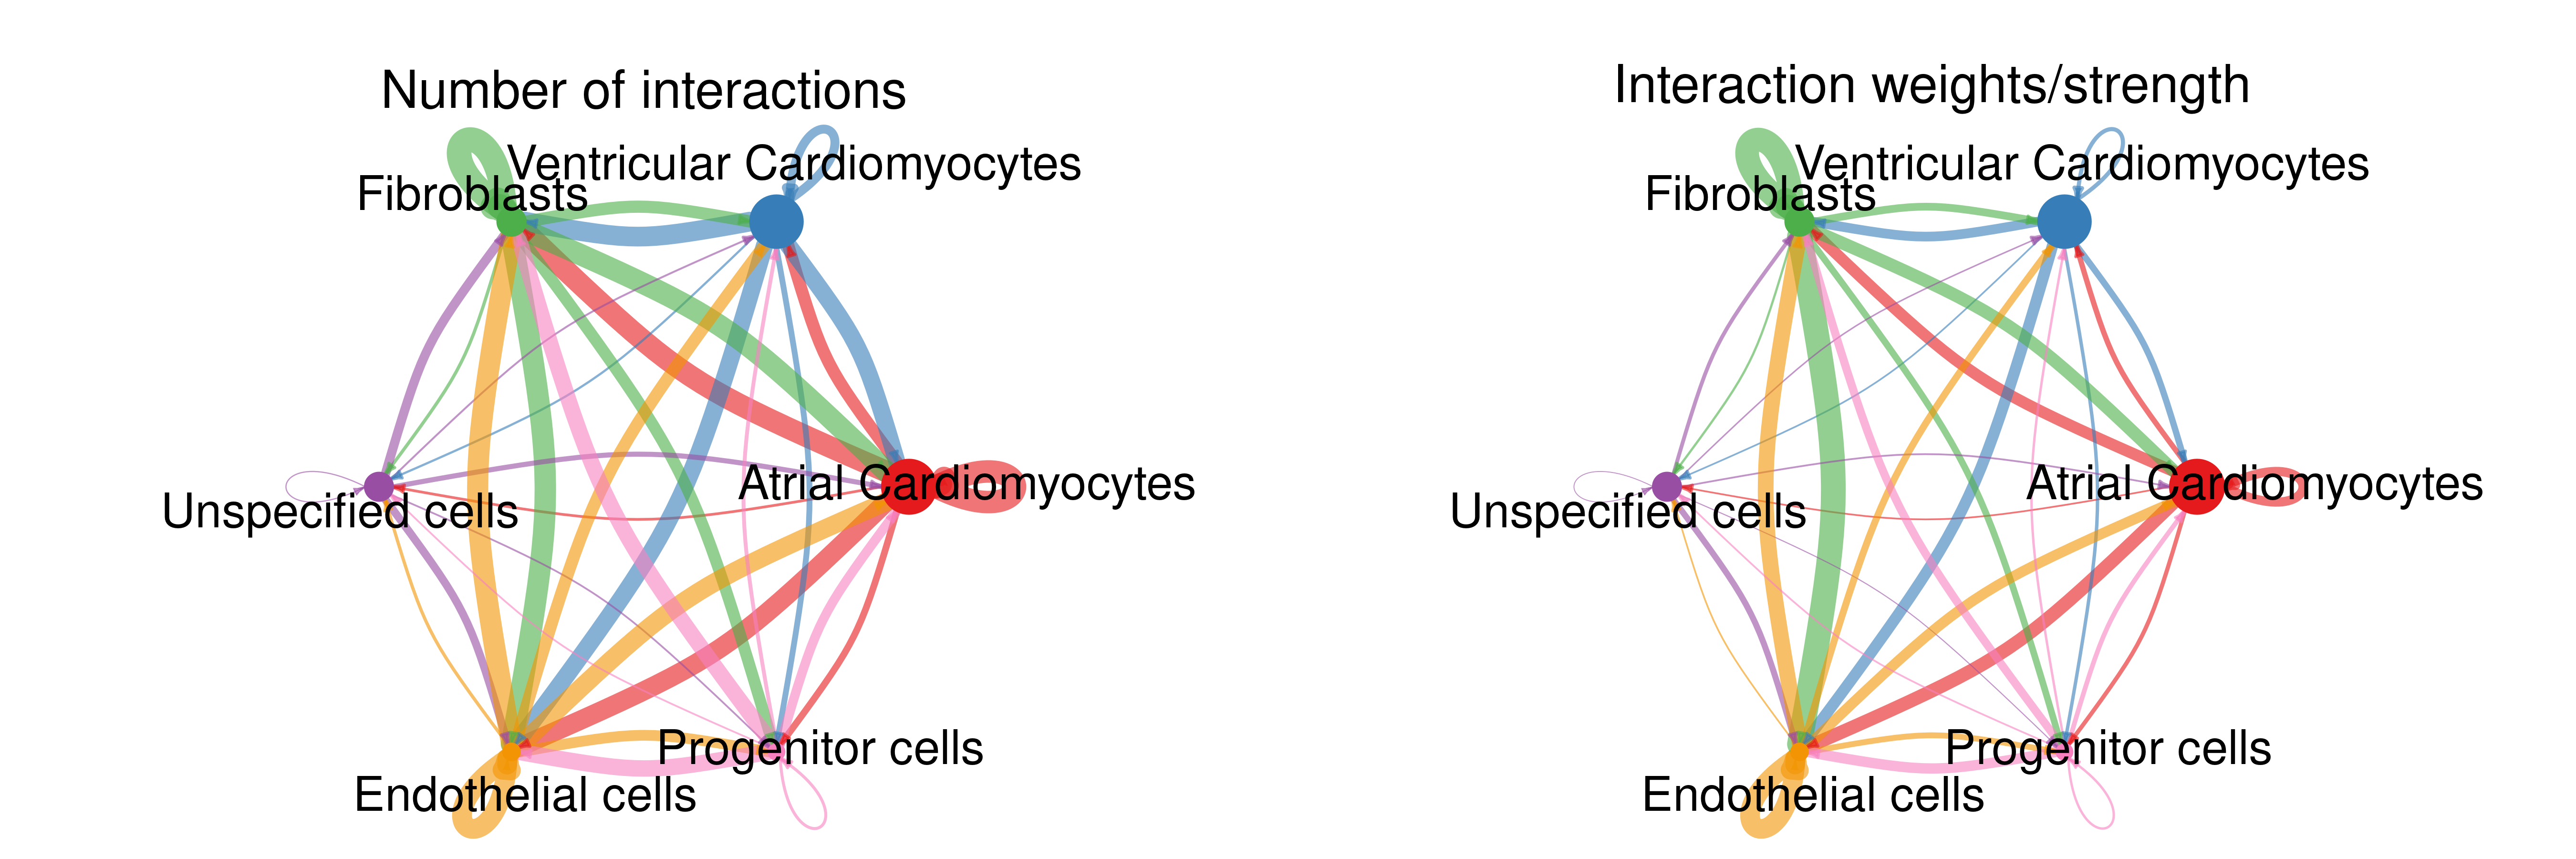 Number of interactions
Ventricular Cardiomyocytes
Fibroblasts
Atrial Cardiomyocytes
Unspecified cells
Progenitor cells
Endothelial cells
Interaction weights/strength
Ventricular Cardiomyocytes
Fibroblasts
Atrial Cardiomyocytes
Unspecified cells
Progenitor cells
Endothelial cells